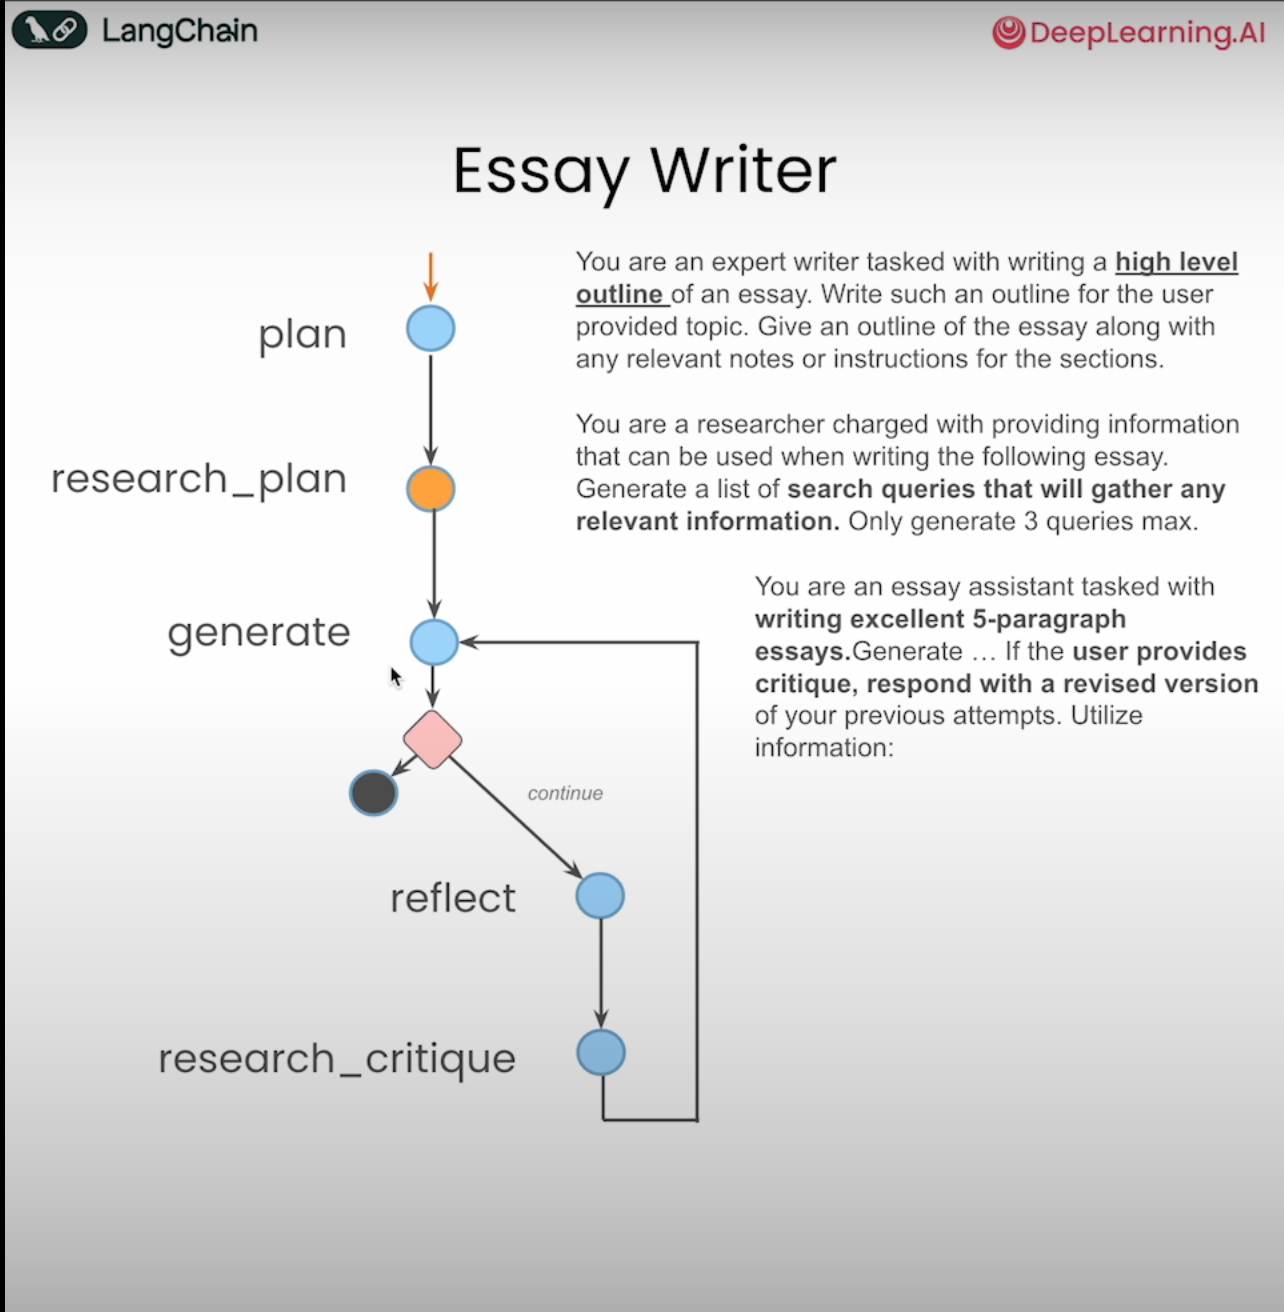 LangChain
DeepLearning.AI
Essay Writer
plan
You are an expert writer tasked with writing a high level
outline of an essay. Write such an outline for the user
provided topic. Give an outline of the essay along with
any relevant notes or instructions for the sections.
research_plan
You are a researcher charged with providing information
that can be used when writing the following essay.
Generate a list of search queries that will gather any
relevant information. Only generate 3 queries max.
generate
You are an essay assistant tasked with
writing excellent 5-paragraph
essays.Generate … If the user provides
critique, respond with a revised version
of your previous attempts. Utilize
information:
continue
reflect
research_critique